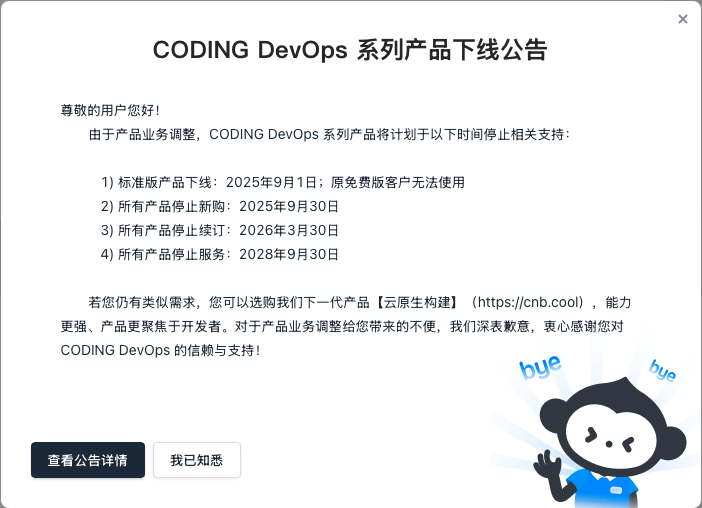 CODING DevOps 系列产品下线公告
尊敬的用户您好！
由于产品业务调整，CODING DevOps 系列产品将计划于以下时间停止相关支持：
1) 标准版产品下线：2025年9月1日；原免费版客户无法使用
2) 所有产品停止新购：2025年9月30日
3) 所有产品停止续订：2026年3月30日
4) 所有产品停止服务：2028年9月30日
若您仍有类似需求，您可以选购我们下一代产品【云原生构建】（https://cnb.cool），能力
更强、产品更聚焦于开发者。对于产品业务调整给您带来的不便，我们深表歉意，衷心感谢您对
CODING DevOps 的信赖与支持！
bye
bye
查看公告详情
我已知悉